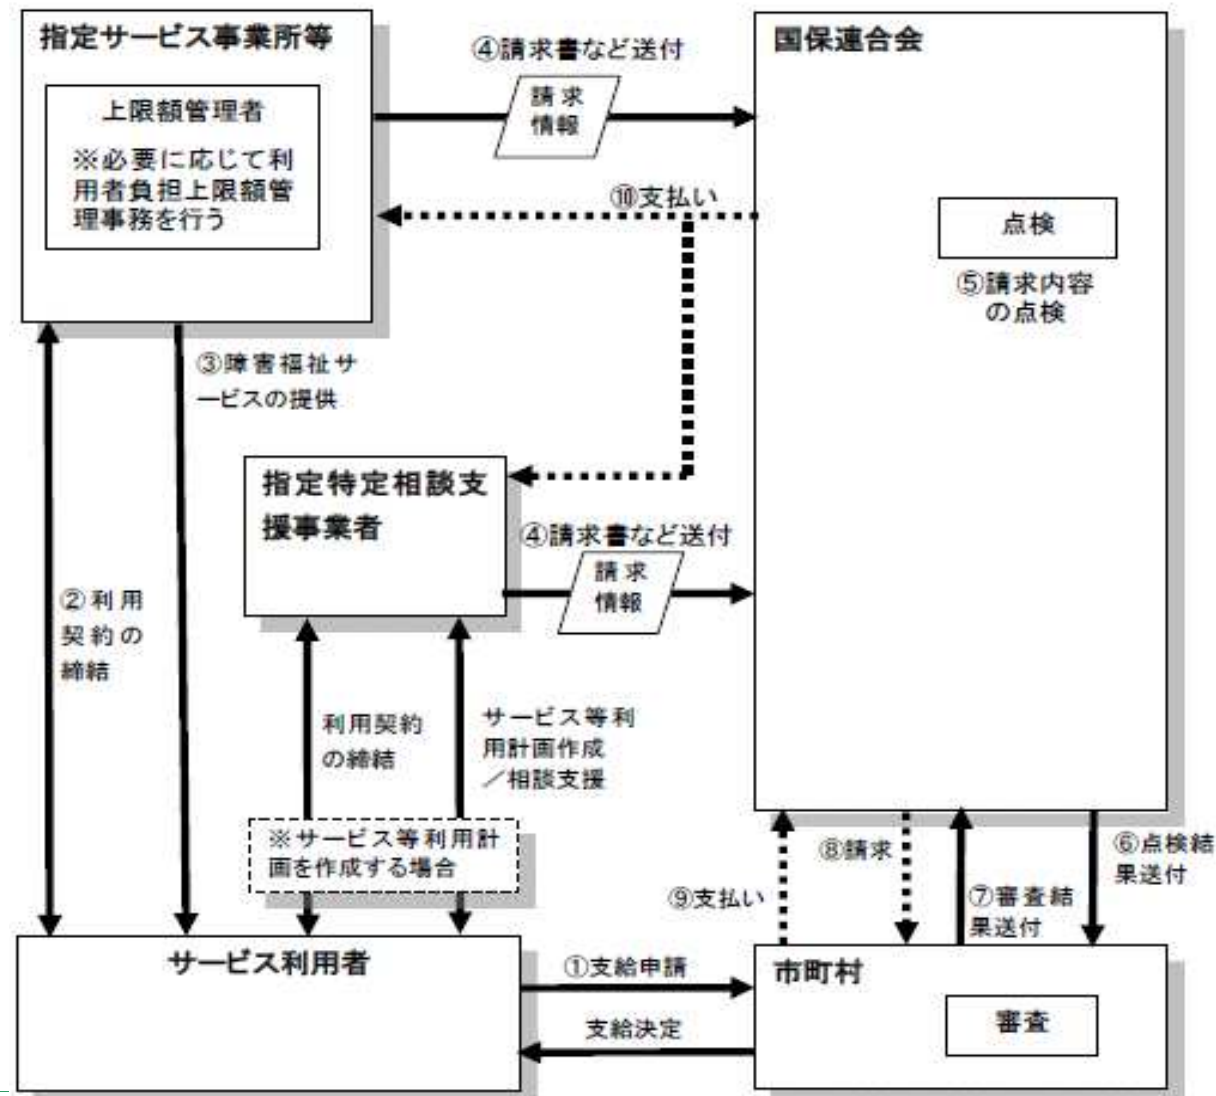 指定サービス事業所等
上限額管理者
※必要に応じて利
用者負担上限額管
理事務を行う
④請求書など送付
請求
情報
国保連合会
⑩支払い
点検
⑤請求内容
の点検
③障害福祉サ
ービスの提供
指定特定相談支
援事業者
④請求書など送付
請求
情報
②利用
契約の
締結
利用契約
の締結
サービス等利
用計画作成
／相談支援
※サービス等利用計
画を作成する場合
⑨支払い
⑧請求
⑦審査結
果送付
⑥点検結
果送付
サービス利用者
①支給申請
支給決定
市町村
審査